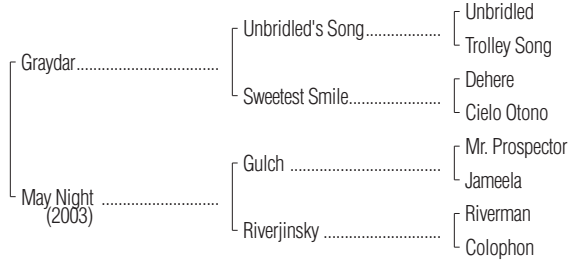 Unbridled
Unbridled's Song
Trolley Song
Graydar
Dehere
Sweetest Smile
Cielo Otono
Mr. Prospector
Gulch
Jameela
May Night
(2003)
Riverman
Riverjinsky
Colophon